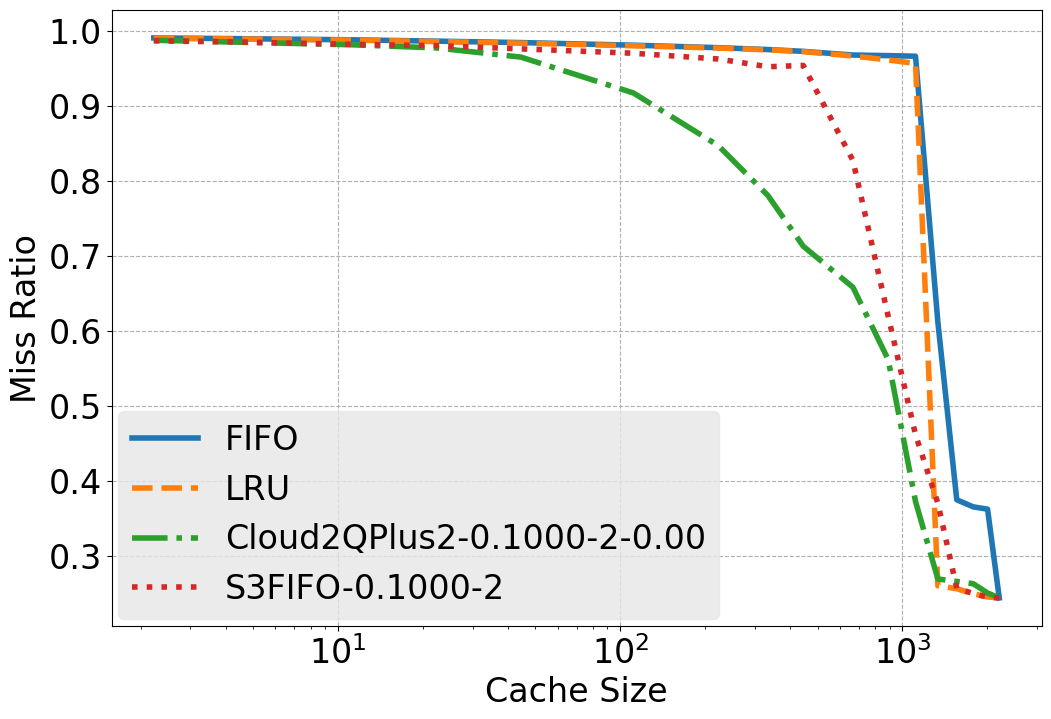 1.0
0.9
0.8
0.7
0.6
0.5
0.4
0.3
Miss Ratio
FIFO
LRU
Cloud2QPlus2-0.1000-2-0.00
S3FIFO-0.1000-2
10¹
10²
10³
Cache Size